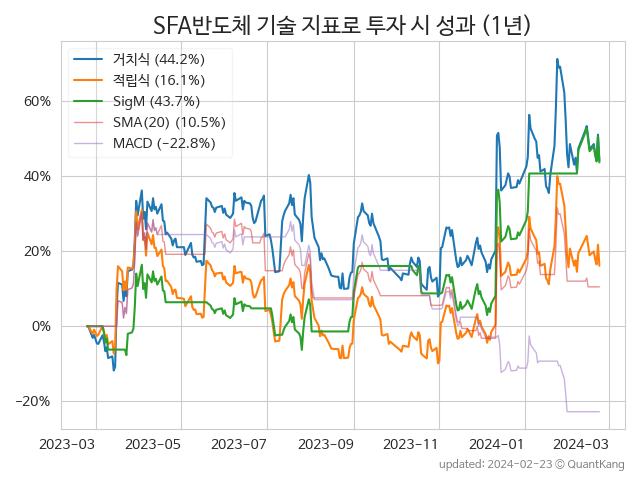 SFA반도체 기술 지표로 투자 시 성과 (1년)
거치식 (44.2%)
적립식 (16.1%)
SigM (43.7%)
SMA(20) (10.5%)
MACD (−22.8%)
60%
40%
20%
0%
−20%
2023-03 2023-05 2023-07 2023-09 2023-11 2024-01 2024-03
updated: 2024-02-23 ⓒ QuantKang